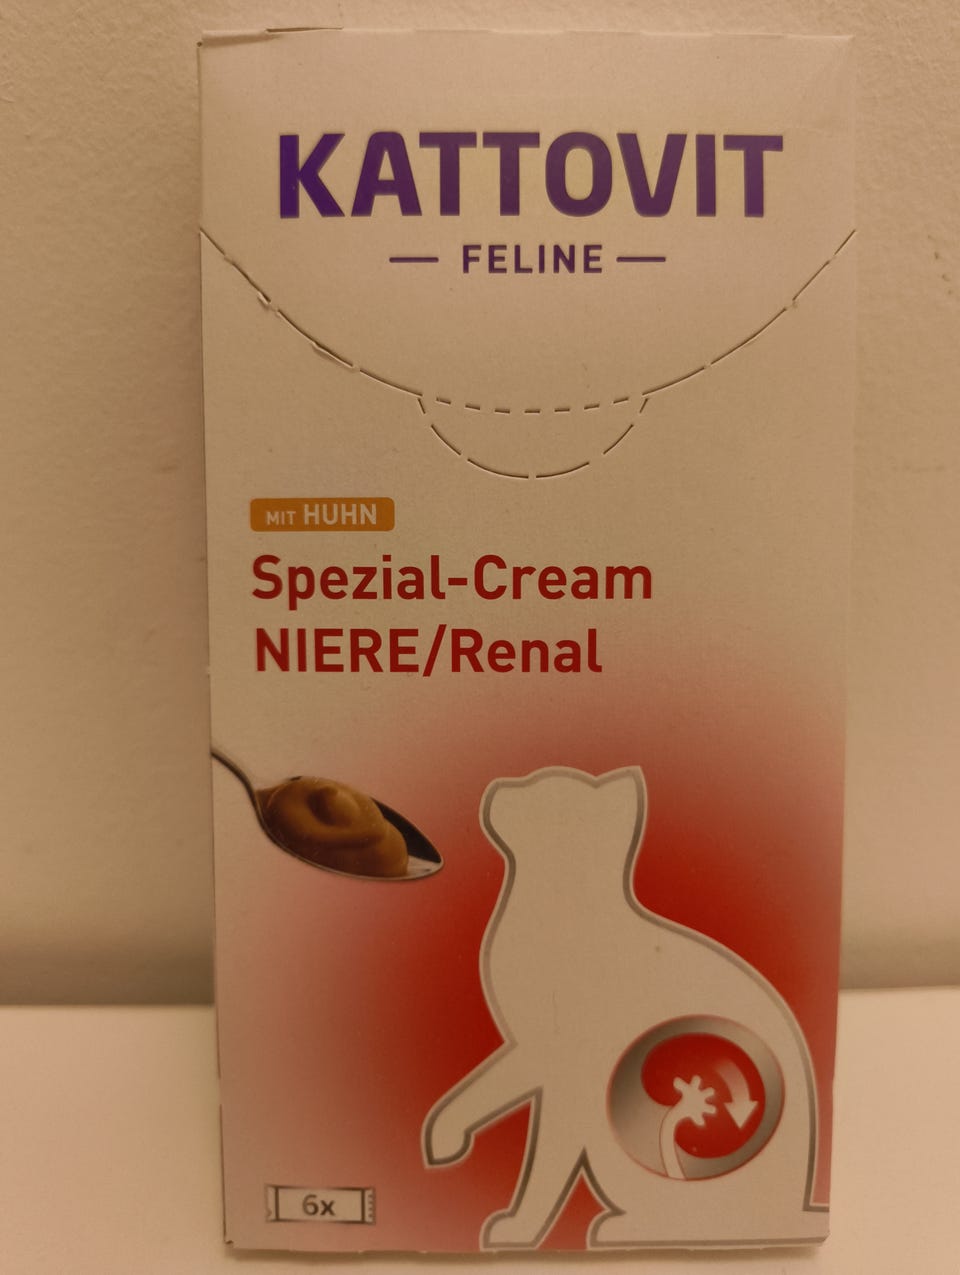 KATTOVIT
— FELINE —
MIT HUHN
Spezial-Cream
NIERE/Renal
6x